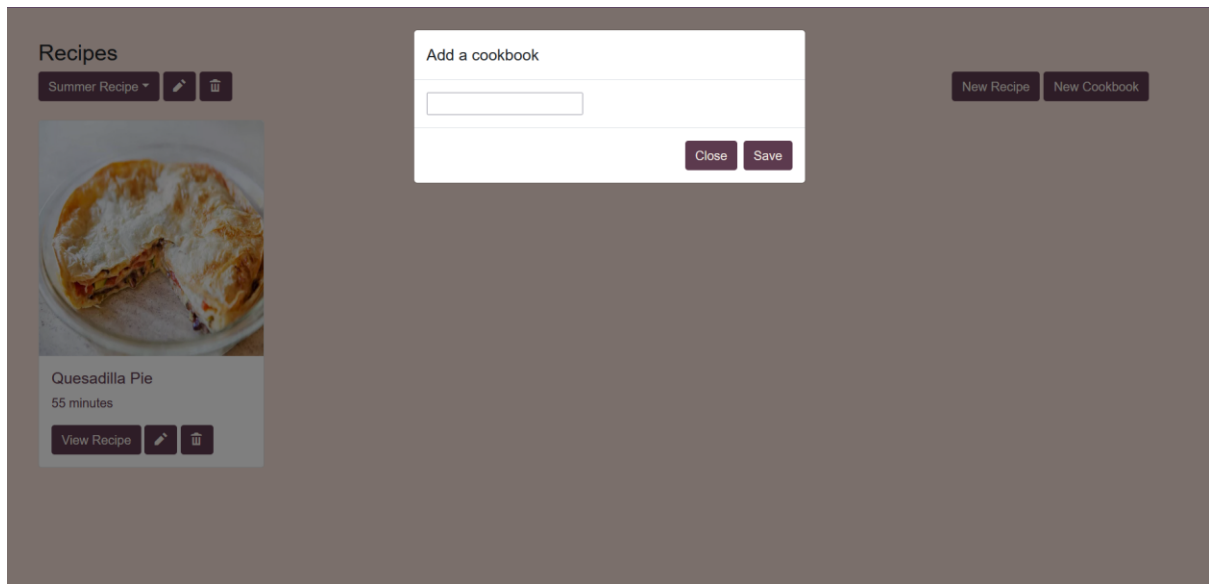 Recipes
Add a cookbook
Summer Recipe
New Recipe New Cookbook
Close Save
Quesadilla Pie
55 minutes
View Recipe